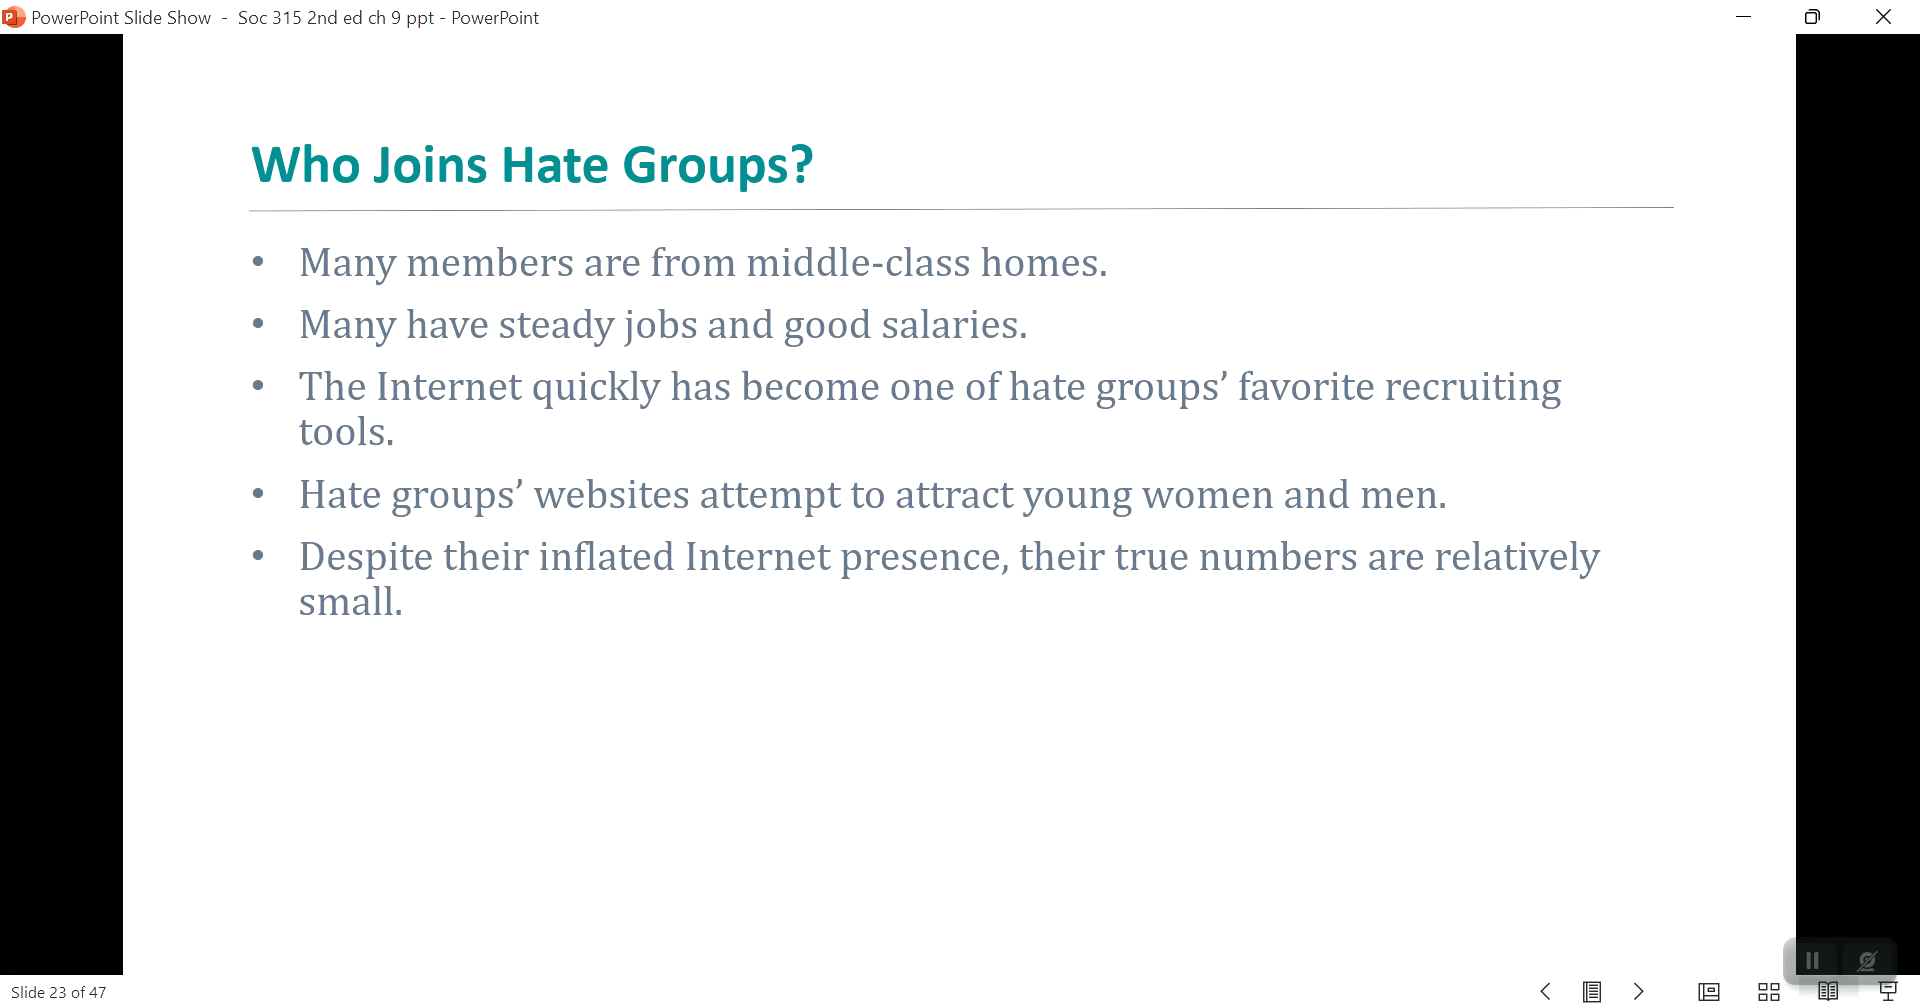 PowerPoint Slide Show - Soc 315 2nd ed ch 9 ppt - PowerPoint
Who Joins Hate Groups?
• Many members are from middle-class homes.
• Many have steady jobs and good salaries.
• The Internet quickly has become one of hate groups’ favorite recruiting
tools.
• Hate groups’ websites attempt to attract young women and men.
• Despite their inflated Internet presence, their true numbers are relatively
small.
Slide 23 of 47